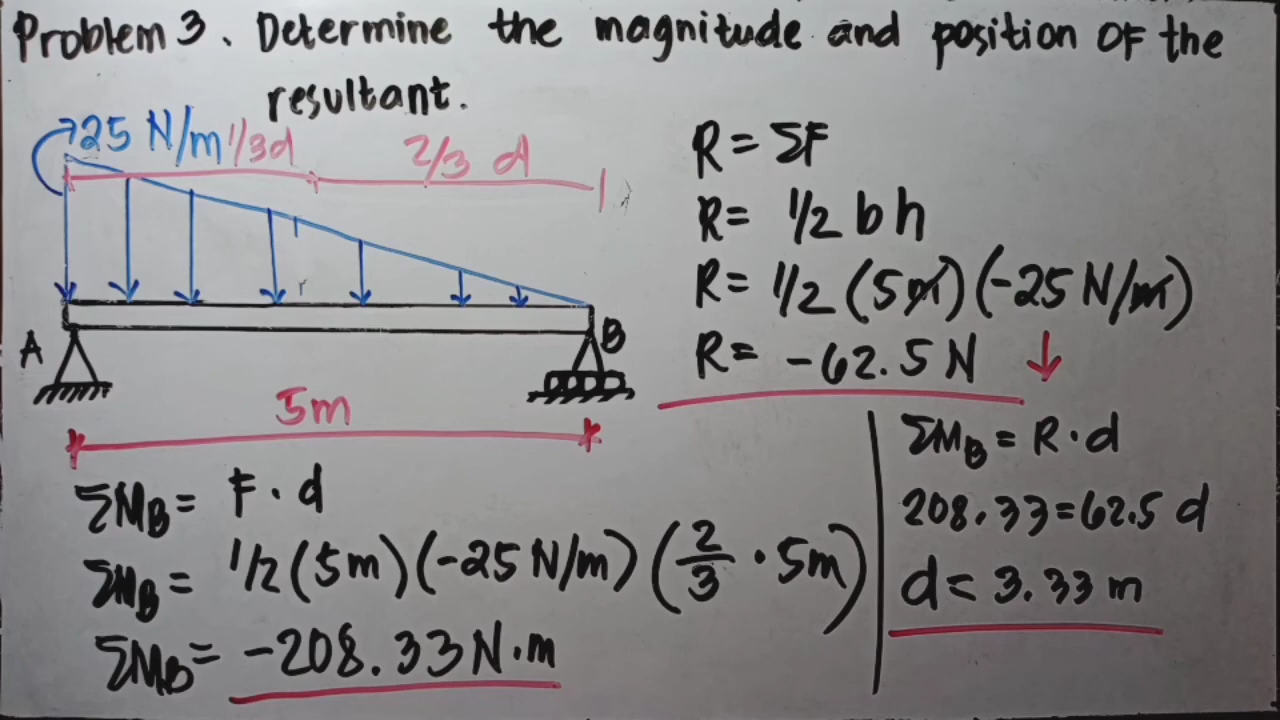 Problem 3. Determine the magnitude and position OF the
resultant.
25 N/m 1/3d 2/3 d
A
B
5m
R = ΣF
R = 1/2 b h
R = 1/2 (5m)(-25 N/m)
R = -62.5 N ↓
ΣMB = F · d
ΣMB = 1/2 (5m)(-25 N/m)(2/3 · 5m)
ΣMB = -208.33 N·m
ΣMB = R · d
208.33 = 62.5 d
d = 3.33 m